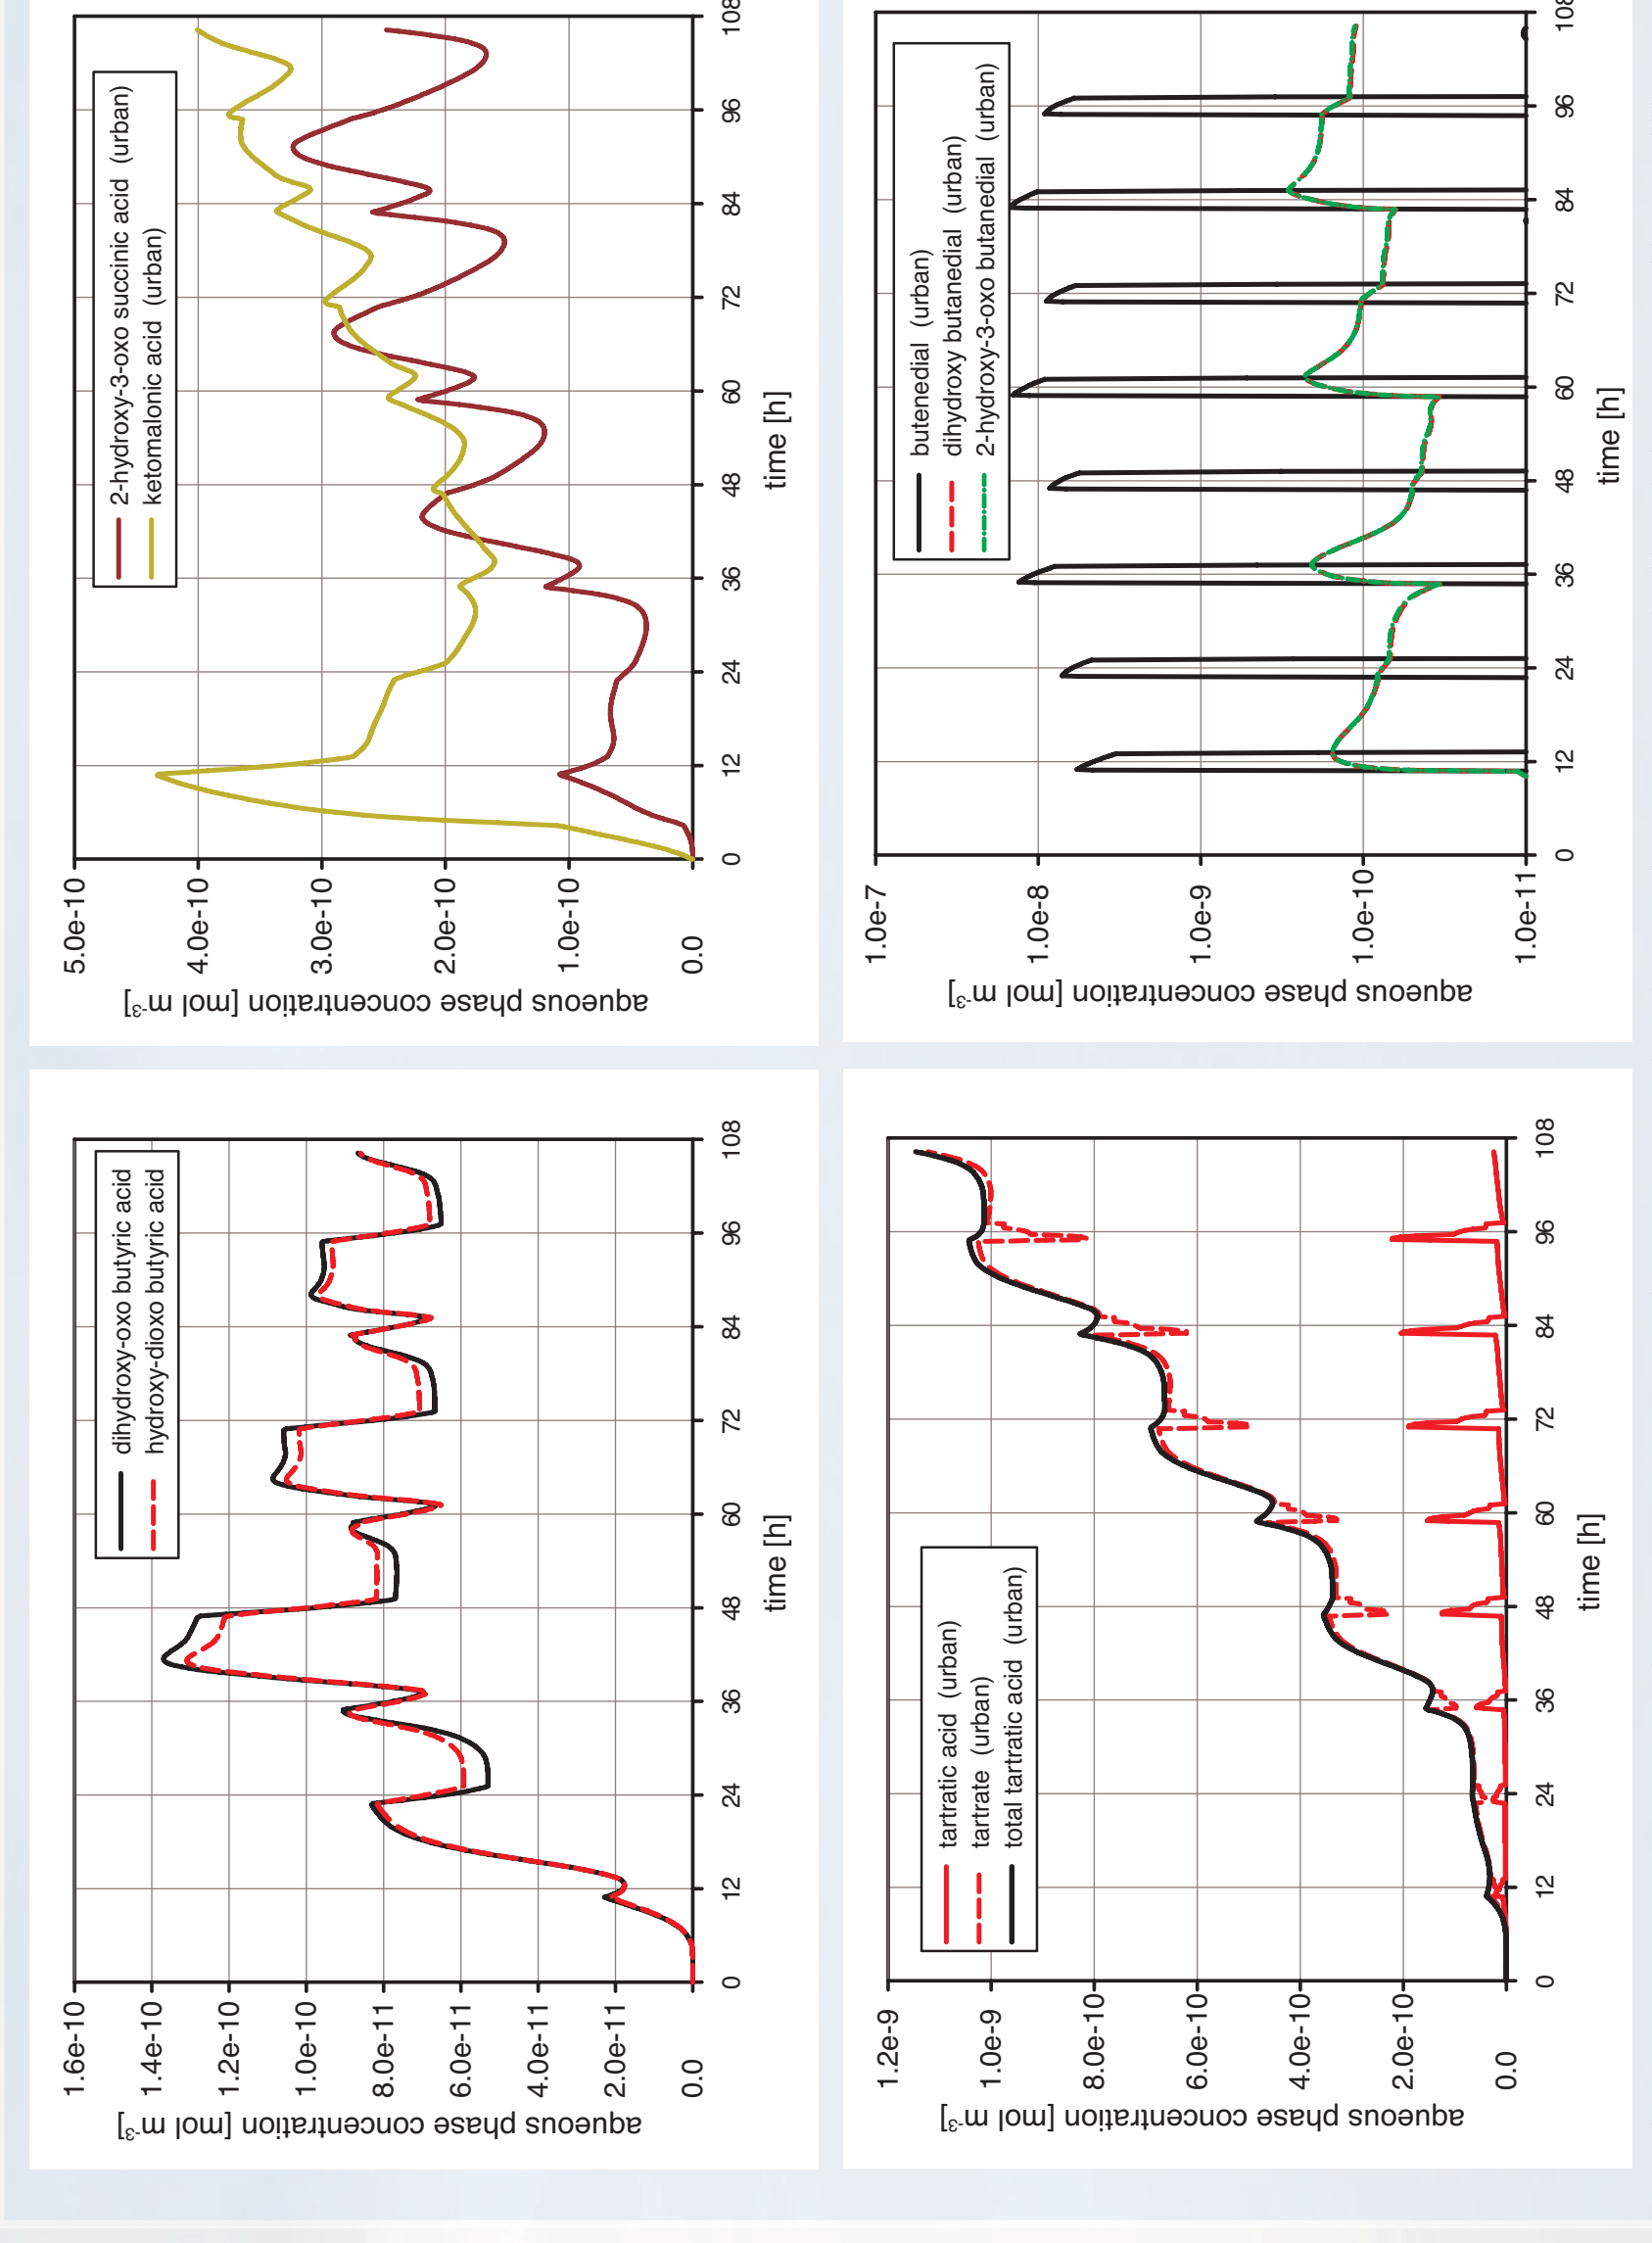 aqueous phase concentration [mol m-3]
1.6e-10
1.4e-10
1.2e-10
1.0e-10
8.0e-11
6.0e-11
4.0e-11
2.0e-11
0.0
dihydroxy-oxo butyric acid
hydroxy-dioxo butyric acid
0 12 24 36 48 60 72 84 96 108
time [h]
aqueous phase concentration [mol m-3]
5.0e-10
4.0e-10
3.0e-10
2.0e-10
1.0e-10
0.0
2-hydroxy-3-oxo succinic acid (urban)
ketomalonic acid (urban)
0 12 24 36 48 60 72 84 96 108
time [h]
aqueous phase concentration [mol m-3]
1.2e-9
1.0e-9
8.0e-10
6.0e-10
4.0e-10
2.0e-10
0.0
tartratic acid (urban)
tartrate (urban)
total tartratic acid (urban)
0 12 24 36 48 60 72 84 96 108
time [h]
aqueous phase concentration [mol m-3]
1.0e-7
1.0e-8
1.0e-9
1.0e-10
1.0e-11
butenedial (urban)
dihydroxy butanedial (urban)
2-hydroxy-3-oxo butanedial (urban)
0 12 24 36 48 60 72 84 96 108
time [h]